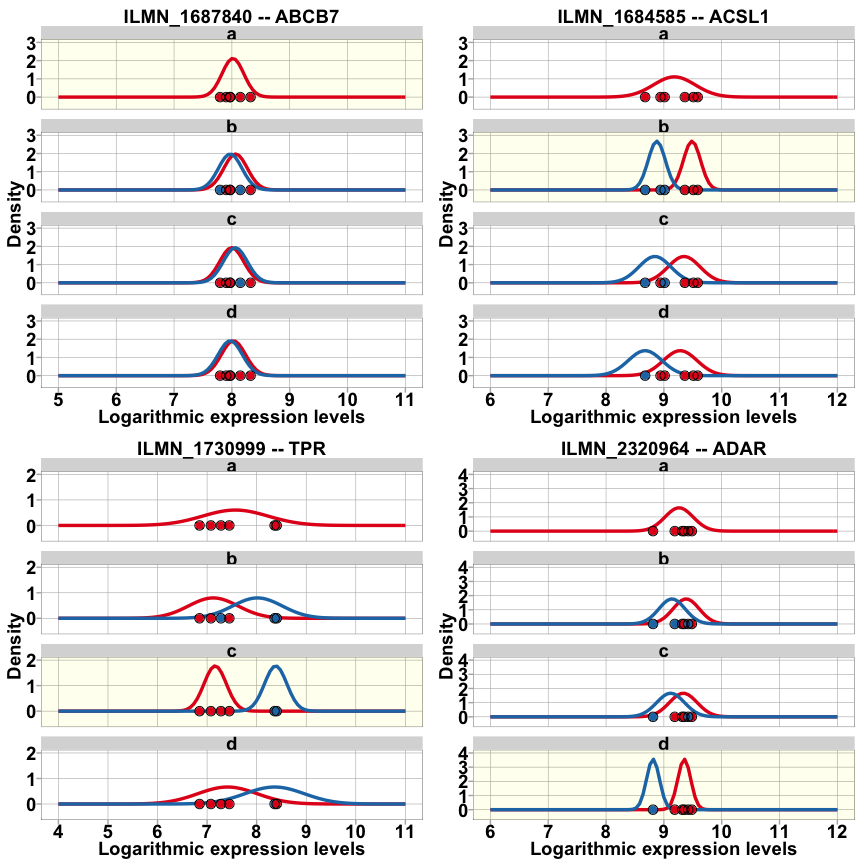 ILMN_1687840 -- ABCB7
a
3
2
1
0
b
3
2
1
0
c
3
2
1
0
d
3
2
1
0
5 6 7 8 9 10 11
Logarithmic expression levels
Density
ILMN_1684585 -- ACSL1
a
3
2
1
0
b
3
2
1
0
c
3
2
1
0
d
3
2
1
0
6 7 8 9 10 11 12
Logarithmic expression levels
Density
ILMN_1730999 -- TPR
a
2
1
0
b
2
1
0
c
2
1
0
d
2
1
0
4 5 6 7 8 9 10 11
Logarithmic expression levels
Density
ILMN_2320964 -- ADAR
a
4
3
2
1
0
b
4
3
2
1
0
c
4
3
2
1
0
d
4
3
2
1
0
6 7 8 9 10 11 12
Logarithmic expression levels
Density